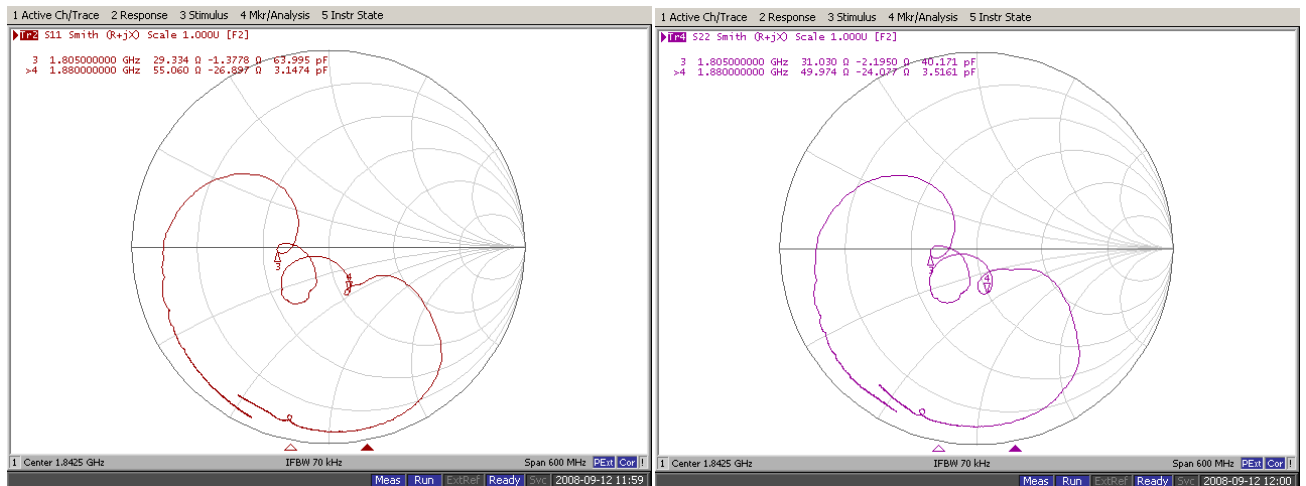 1 Active Ch/Trace 2 Response 3 Stimulus 4 Mkr/Analysis 5 Instr State
Tr2 S11 Smith (R+jX) Scale 1.000U [F2]
3 1.805000000 GHz 29.334 Ω -1.3778 Ω 63.995 pF
>4 1.880000000 GHz 55.060 Ω -26.897 Ω 3.1474 pF
3
4
1 Center 1.8425 GHz IFBW 70 kHz Span 600 MHz PExt Cor !
Meas Run ExtRef Ready Svc 2008-09-12 11:59
1 Active Ch/Trace 2 Response 3 Stimulus 4 Mkr/Analysis 5 Instr State
Tr4 S22 Smith (R+jX) Scale 1.000U [F2]
3 1.805000000 GHz 31.030 Ω -2.1950 Ω 40.171 pF
>4 1.880000000 GHz 49.974 Ω -24.077 Ω 3.5161 pF
3
4
1 Center 1.8425 GHz IFBW 70 kHz Span 600 MHz PExt Cor !
Meas Run ExtRef Ready Svc 2008-09-12 12:00